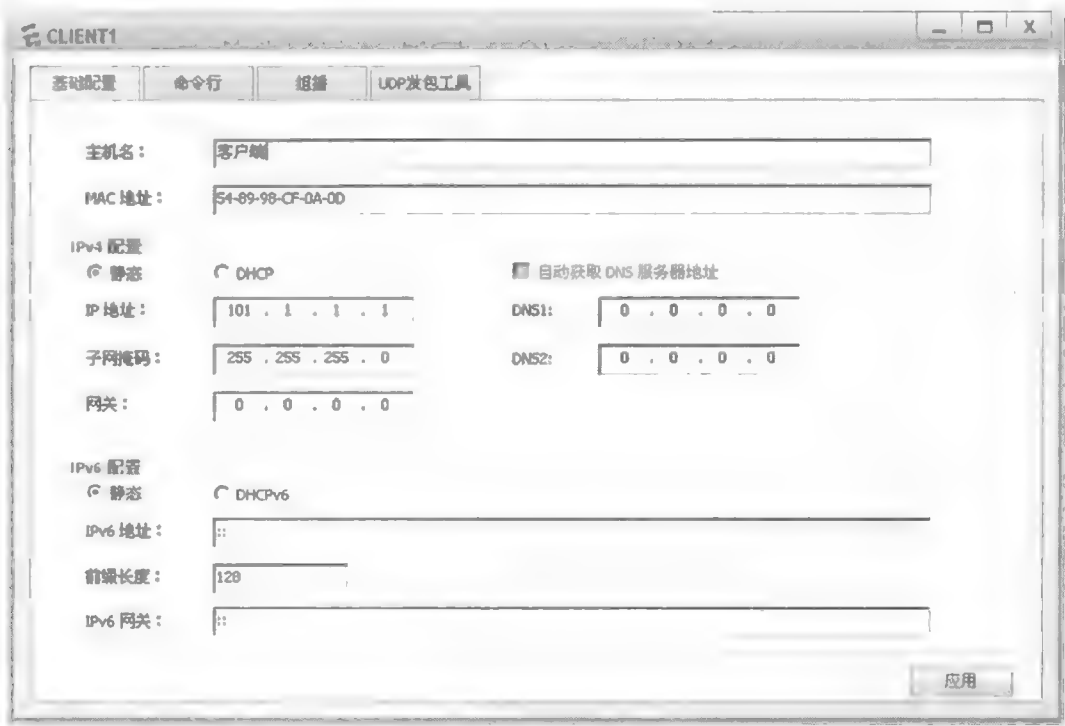 CLIENT1
基础配置 命令行 组播 UDP发包工具
主机名： 客户端
MAC 地址： 54-89-98-CF-0A-0D
IPv4 配置
静态 DHCP 自动获取 DNS 服务器地址
IP 地址： 101 . 1 . 1 . 1 DNS1: 0 . 0 . 0 . 0
子网掩码： 255 . 255 . 255 . 0 DNS2: 0 . 0 . 0 . 0
网关： 0 . 0 . 0 . 0
IPv6 配置
静态 DHCPv6
IPv6 地址： ::
前缀长度： 128
IPv6 网关： ::
应用